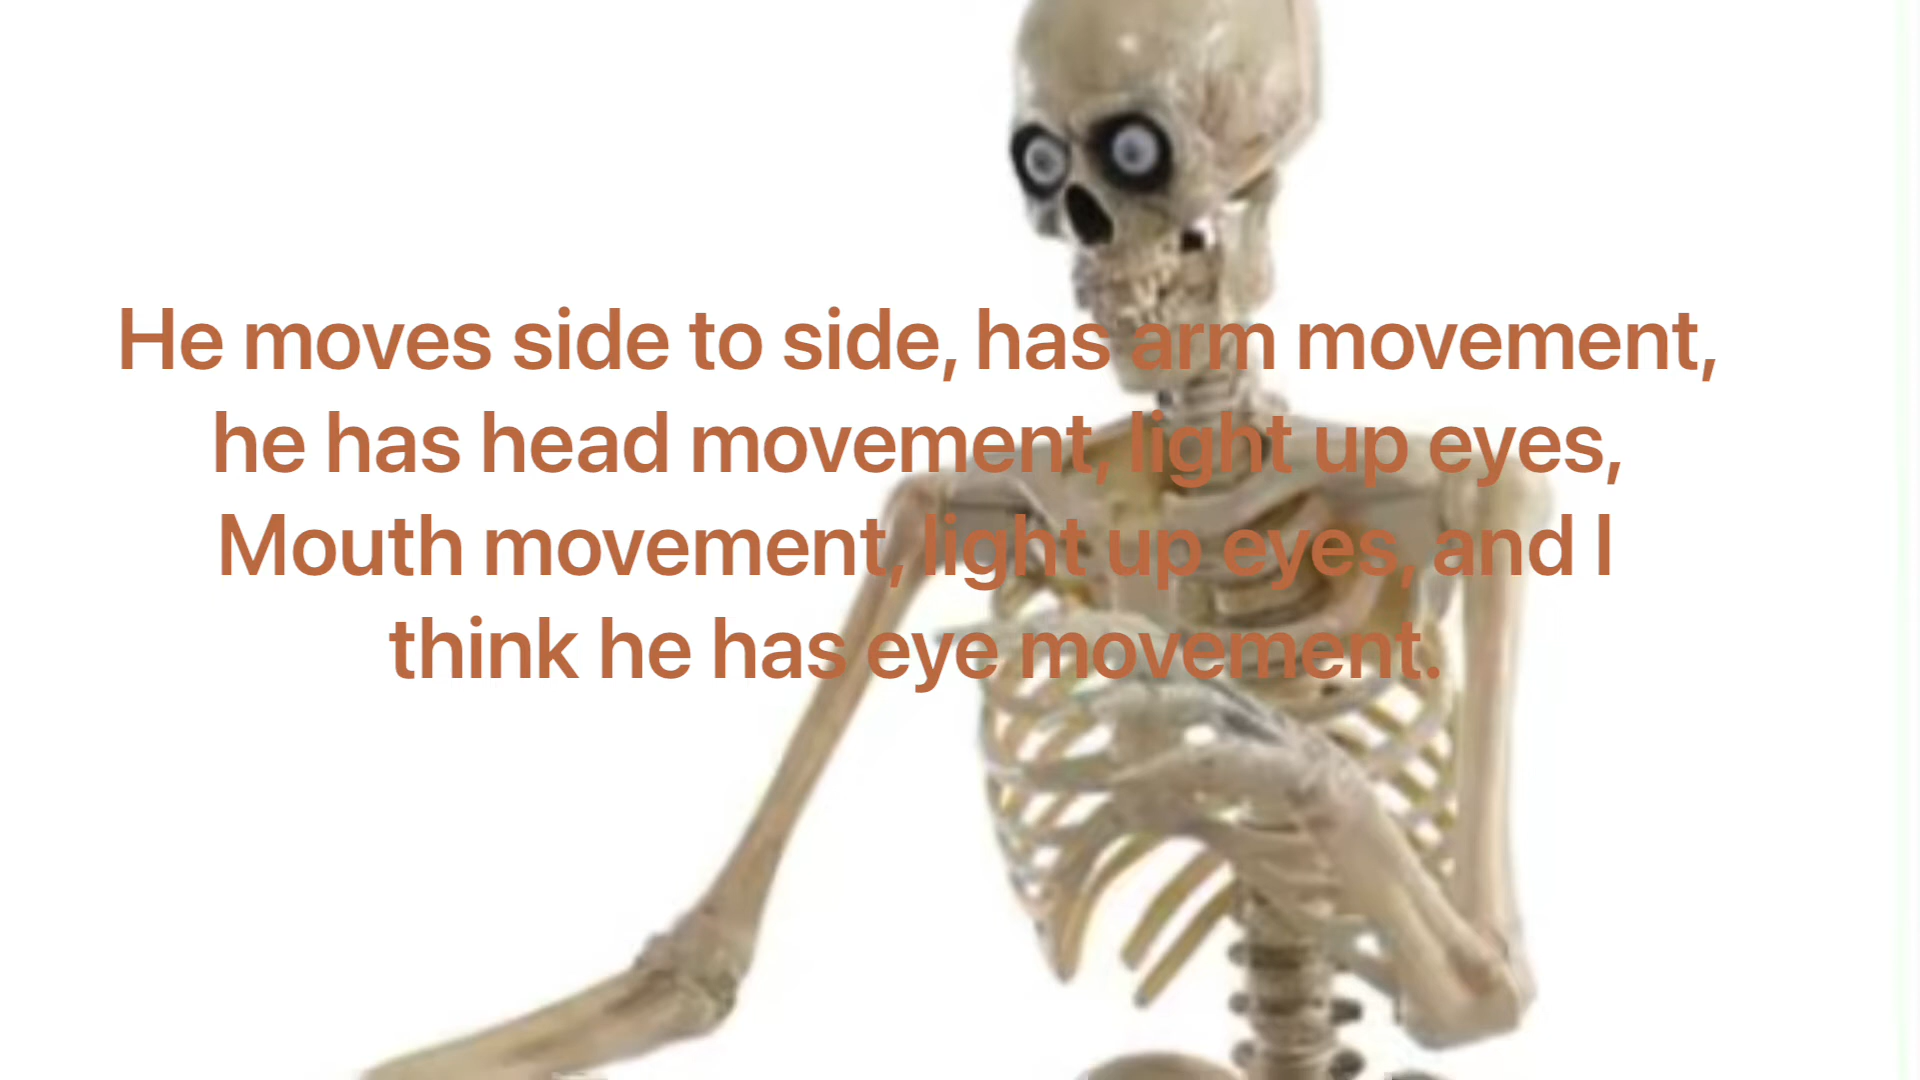 He moves side to side, has arm movement,
he has head movement, light up eyes,
Mouth movement, light up eyes, and I
think he has eye movement.